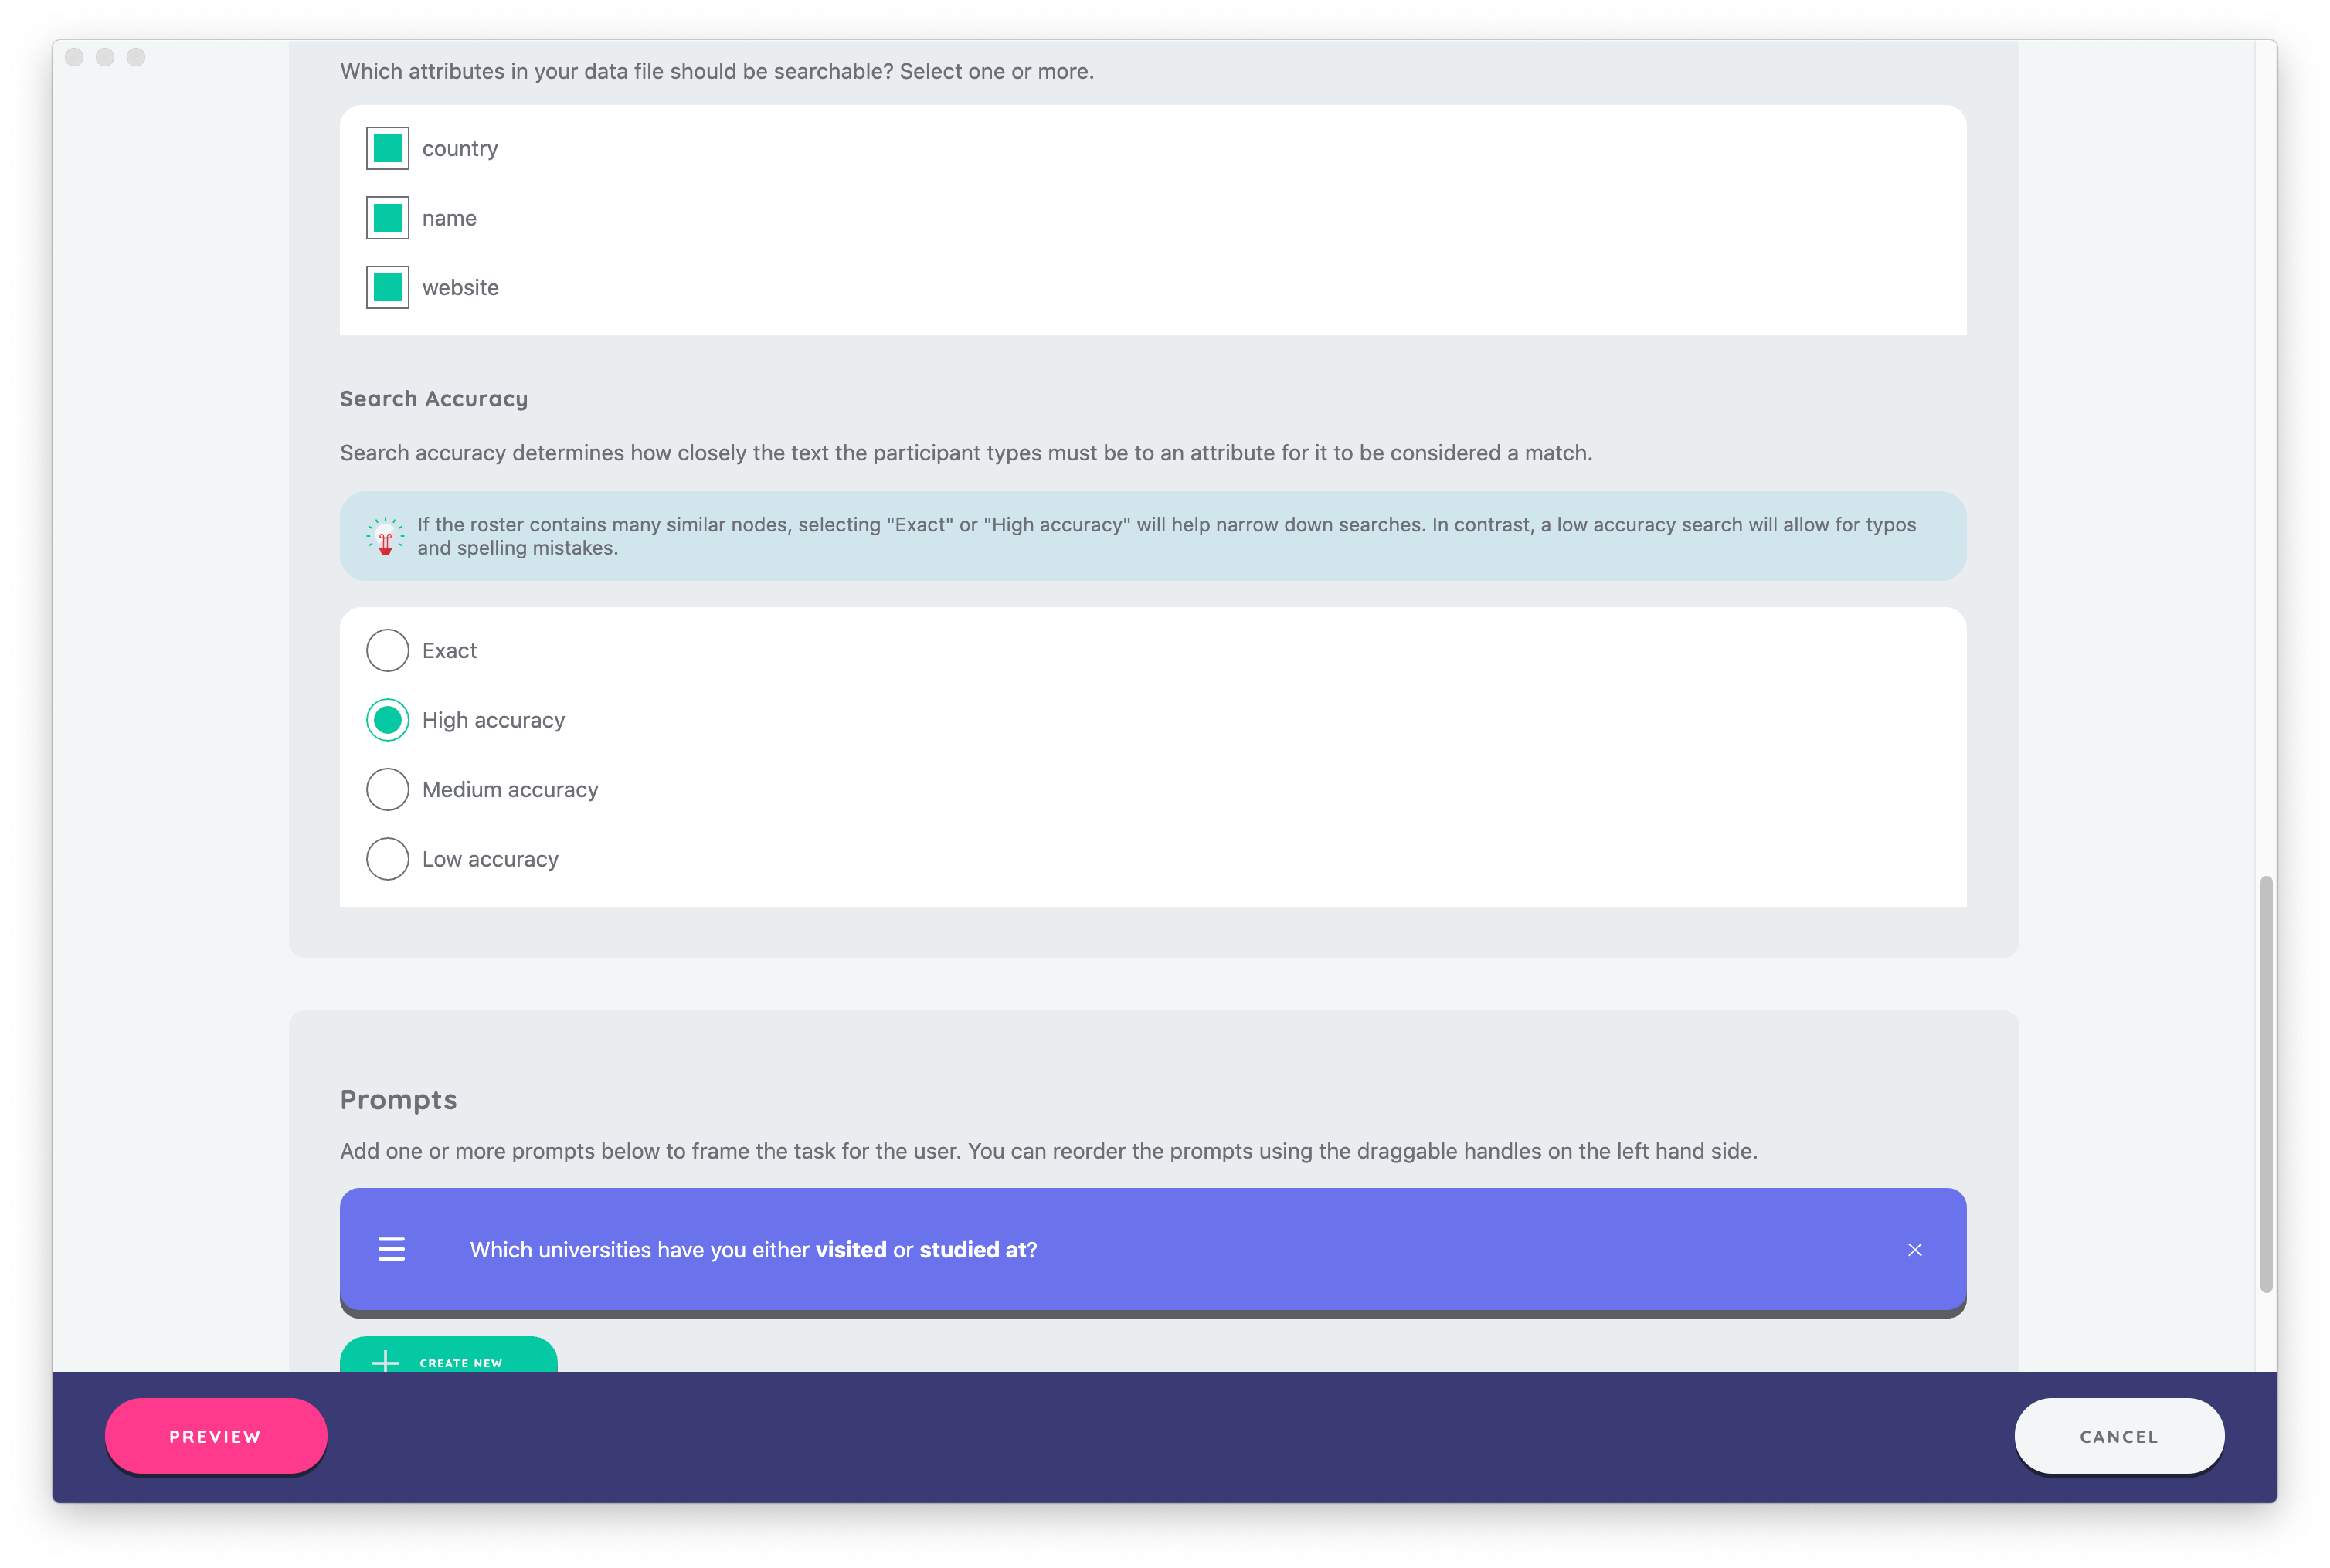 Which attributes in your data file should be searchable? Select one or more.
country
name
website
Search Accuracy
Search accuracy determines how closely the text the participant types must be to an attribute for it to be considered a match.
If the roster contains many similar nodes, selecting "Exact" or "High accuracy" will help narrow down searches. In contrast, a low accuracy search will allow for typos
and spelling mistakes.
Exact
High accuracy
Medium accuracy
Low accuracy
Prompts
Add one or more prompts below to frame the task for the user. You can reorder the prompts using the draggable handles on the left hand side.
Which universities have you either visited or studied at?
CREATE NEW
PREVIEW
CANCEL